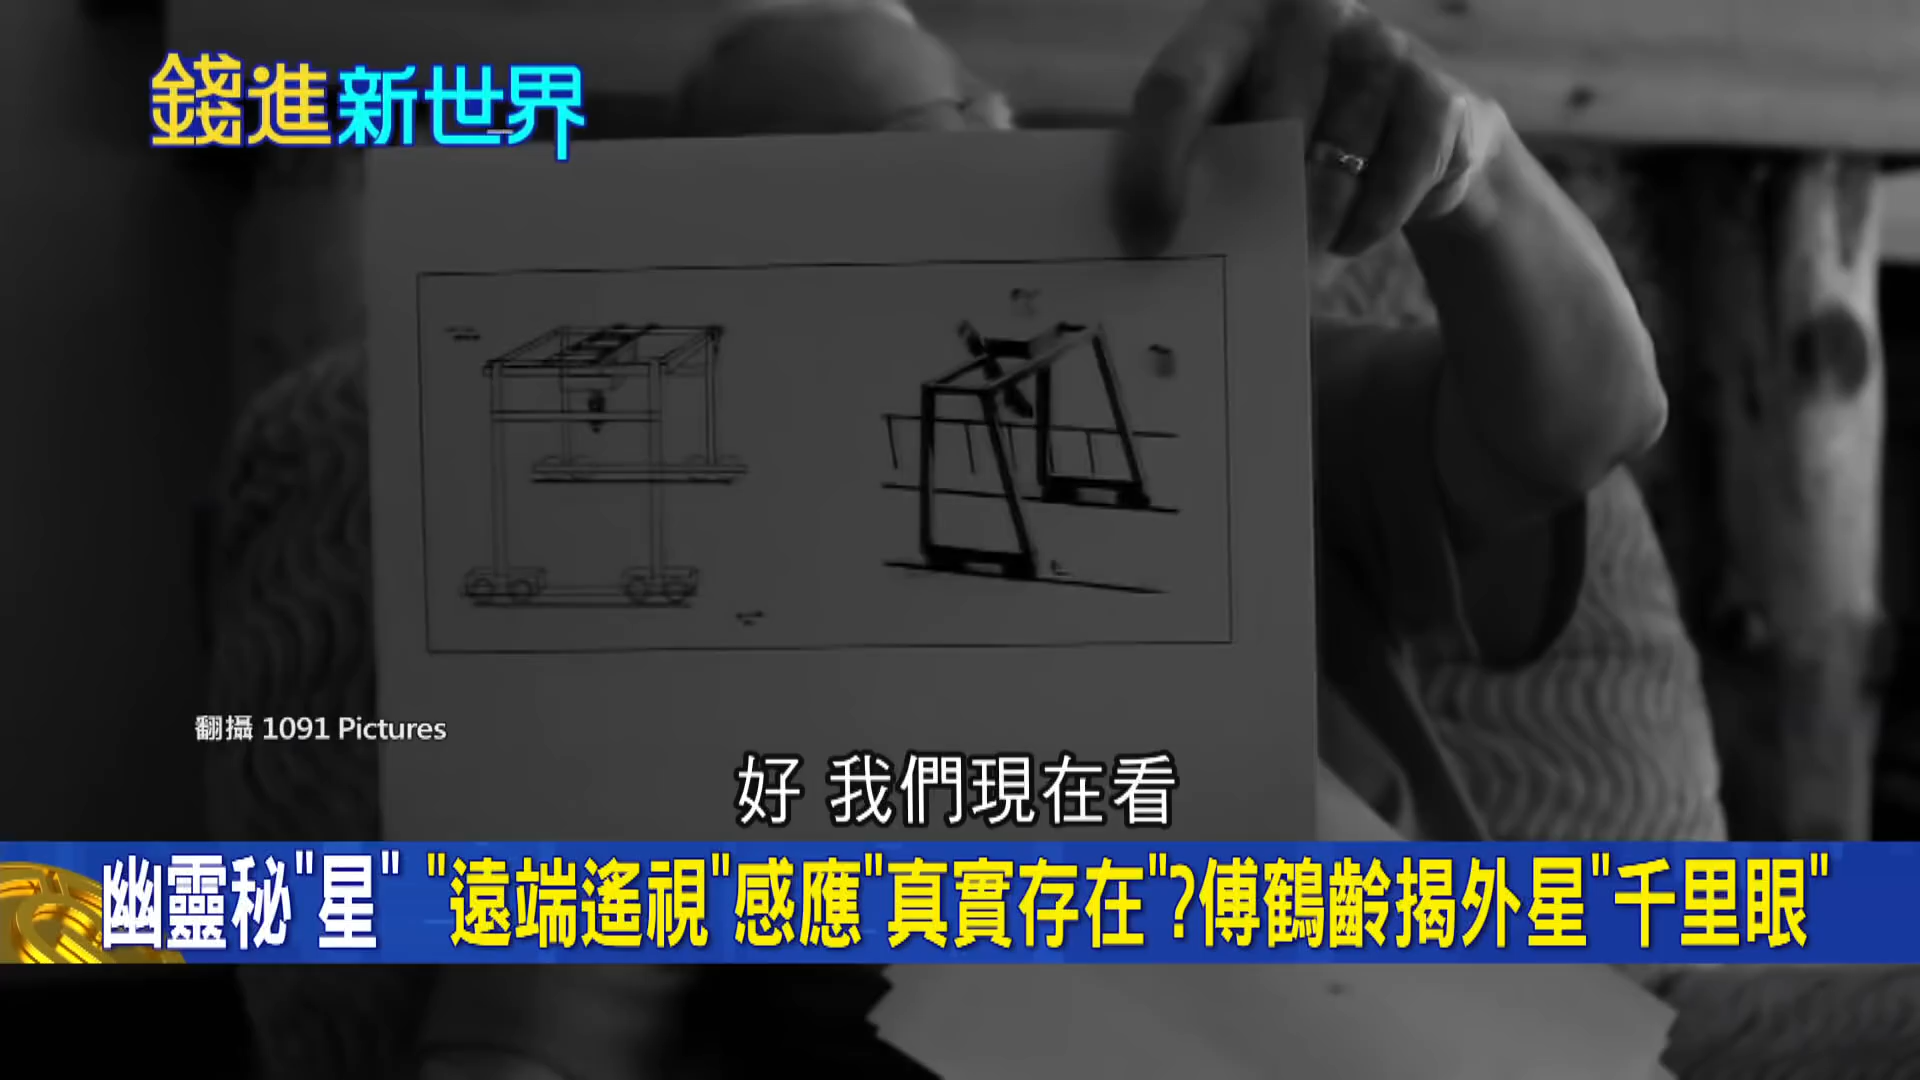 錢進新世界
翻攝 1091 Pictures
好 我們現在看
幽靈秘"星" "遠端遙視"感應"真實存在"?傅鶴齡揭外星"千里眼"